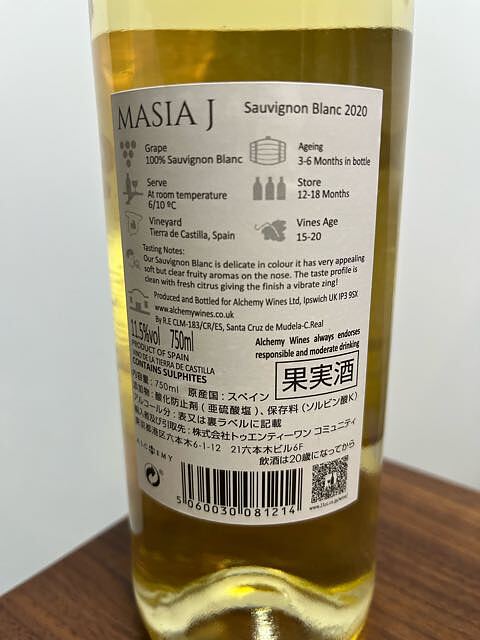 MASIA J
Sauvignon Blanc 2020
Grape
100% Sauvignon Blanc
Ageing
3-6 Months in bottle
Serve
At room temperature
6/10 ºC
Store
12-18 Months
Vineyard
Tierra de Castilla, Spain
Vines Age
15-20
Tasting Notes:
Our Sauvignon Blanc is delicate in colour it has very appealing
soft but clear fruity aromas on the nose. The taste profile is
clean with fresh citrus giving the finish a vibrate zing!
Produced and Bottled for Alchemy Wines Ltd, Ipswich UK IP3 9SX
www.alchemywines.co.uk
By R.E CLM-183/CR/ES, Santa Cruz de Mudela-C.Real
11.5%vol 750ml
Alchemy Wines always endorses
responsible and moderate drinking
PRODUCT OF SPAIN
VINO DE LA TIERRA DE CASTILLA
CONTAINS SULPHITES
果実酒
内容量：750ml 原産国：スペイン
添加物：酸化防止剤（亜硫酸塩）、保存料（ソルビン酸K）
アルコール分：表又は裏ラベルに記載
輸入者及び引取先：株式会社トゥエンティーワン コミュニティ
東京都港区六本木6-1-12 21六本木ビル6F
飲酒は20歳になってから
ALCHEMY
5 060030 081214